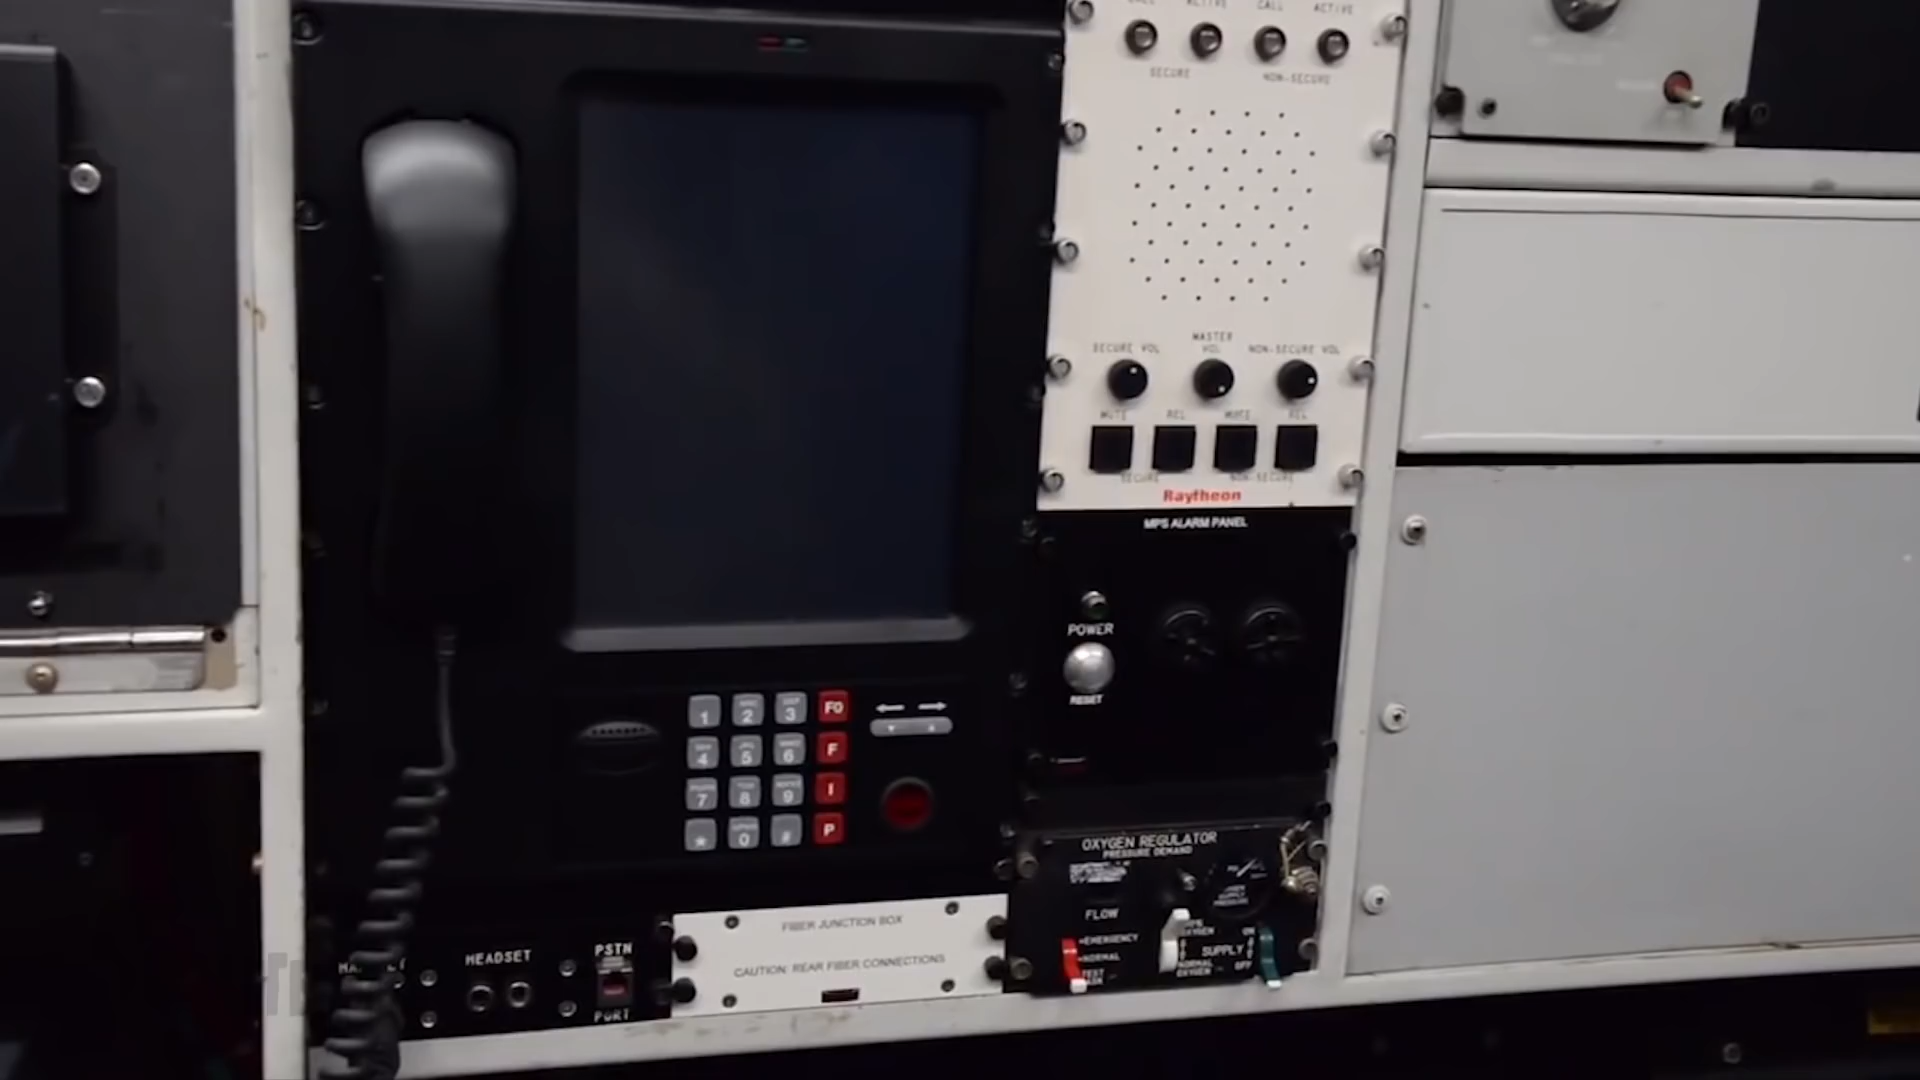 ACTIVE CALL ACTIVE
SECURE NON-SECURE
MASTER
SECURE VOL VOL NON-SECURE VOL
MUTE REL MUTE REL
SECURE NON-SECURE
Raytheon
MPS ALARM PANEL
POWER
RESET
1 2 3 F0
4 5 6 F
7 8 9 I
* 0 # P
OXYGEN REGULATOR
PRESSURE DEMAND
FLOW
EMERGENCY
NORMAL
TEST
OXYGEN ON
SUPPLY
NORMAL
OXYGEN OFF
FIBER JUNCTION BOX
CAUTION: REAR FIBER CONNECTIONS
HEADSET
PSTN
PORT